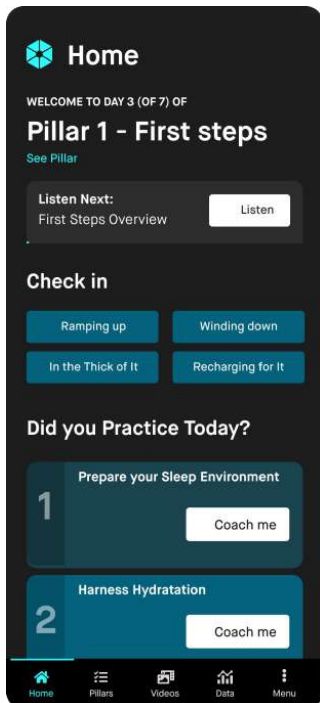 Home
WELCOME TO DAY 3 (OF 7) OF
Pillar 1 - First steps
See Pillar
Listen Next:
First Steps Overview
Listen
Check in
Ramping up
Winding down
In the Thick of It
Recharging for It
Did you Practice Today?
1
Prepare your Sleep Environment
Coach me
2
Harness Hydratation
Coach me
Home
Pillars
Videos
Data
Menu